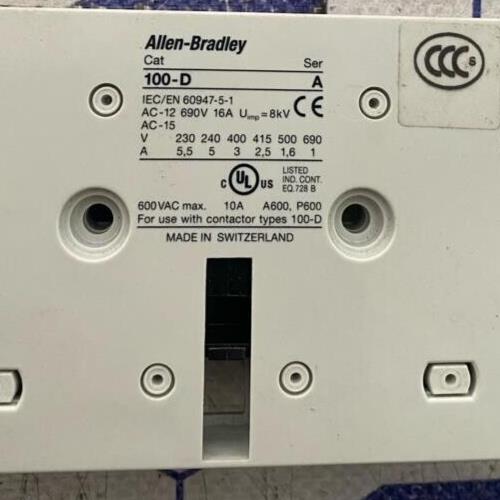 Allen-Bradley
Cat Ser
100-D A
IEC/EN 60947-5-1
AC-12 690V 16A Uimp=8kV CE
AC-15
V 230 240 400 415 500 690
A 5,5 5 3 2,5 1,6 1
c UL us LISTED
IND. CONT.
EQ.728 B
600VAC max. 10A A600, P600
For use with contactor types 100-D
MADE IN SWITZERLAND
CCC S